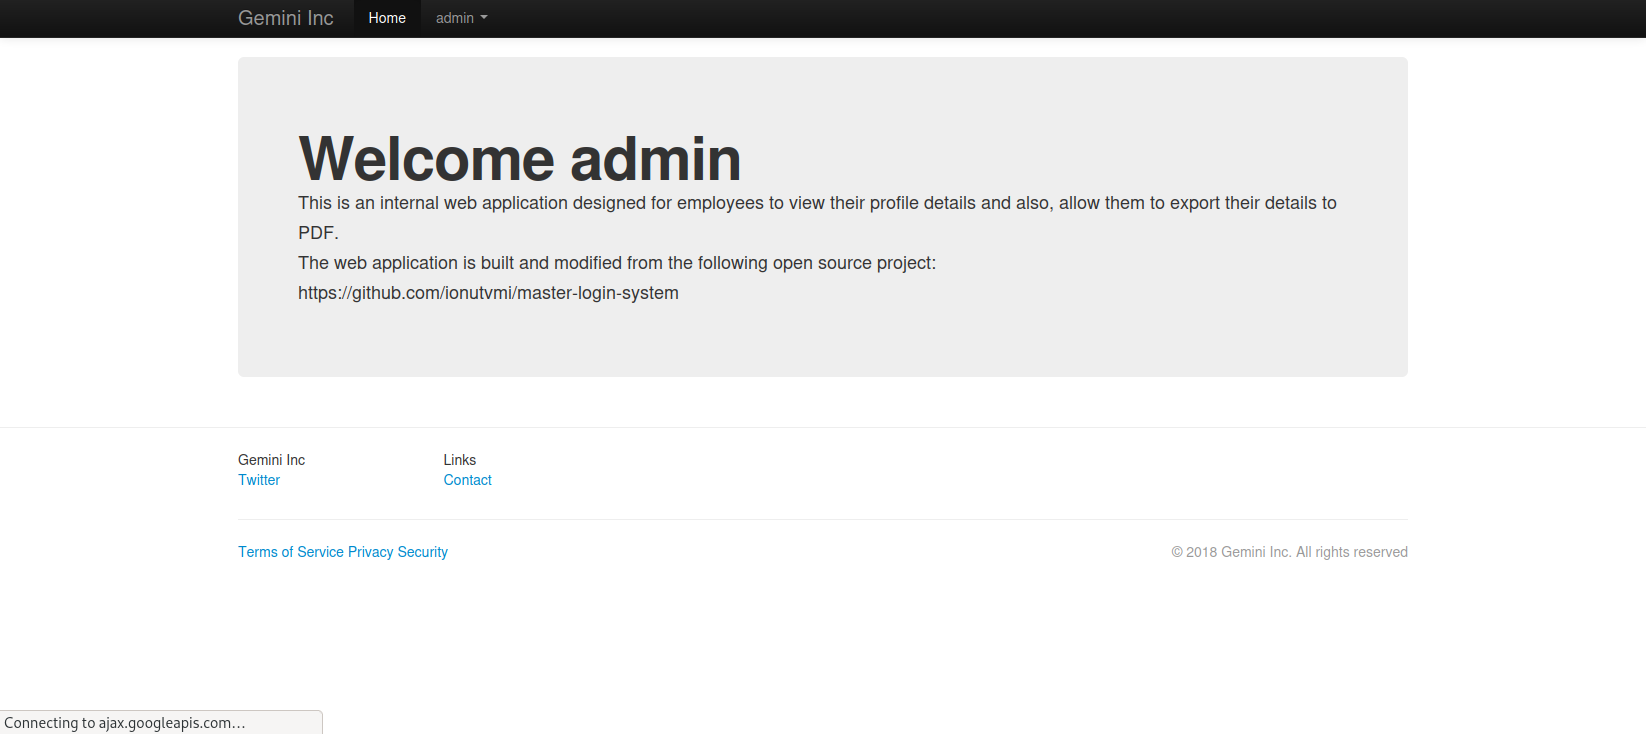 Gemini Inc Home admin
Welcome admin
This is an internal web application designed for employees to view their profile details and also, allow them to export their details to
PDF.
The web application is built and modified from the following open source project:
https://github.com/ionutvmi/master-login-system
Gemini Inc Links
Twitter Contact
Terms of Service Privacy Security © 2018 Gemini Inc. All rights reserved
Connecting to ajax.googleapis.com…